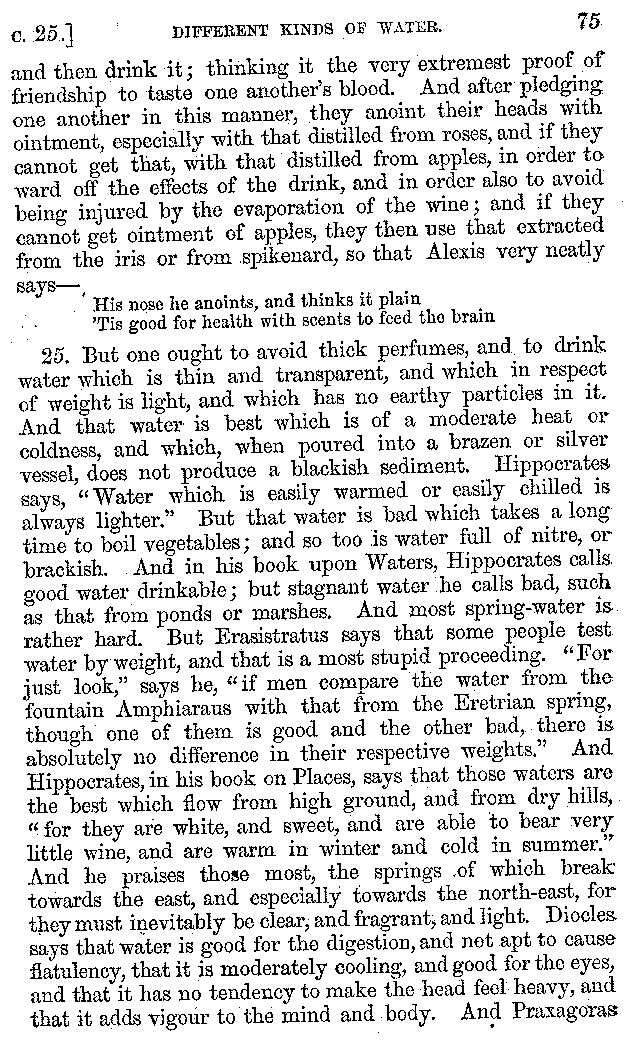 c. 25.] DIFFERENT KINDS OF WATER. 75
and then drink it; thinking it the very extremest proof of
friendship to taste one another's blood. And after pledging
one another in this manner, they anoint their heads with
ointment, especially with that distilled from roses, and if they
cannot get that, with that distilled from apples, in order to
ward off the effects of the drink, and in order also to avoid
being injured by the evaporation of the wine; and if they
cannot get ointment of apples, they then use that extracted
from the iris or from spikenard, so that Alexis very neatly
says—
His nose he anoints, and thinks it plain
'Tis good for health with scents to feed the brain
25. But one ought to avoid thick perfumes, and to drink
water which is thin and transparent, and which in respect
of weight is light, and which has no earthy particles in it.
And that water is best which is of a moderate heat or
coldness, and which, when poured into a brazen or silver
vessel, does not produce a blackish sediment. Hippocrates
says, "Water which is easily warmed or easily chilled is
always lighter." But that water is bad which takes a long
time to boil vegetables; and so too is water full of nitre, or
brackish. And in his book upon Waters, Hippocrates calls
good water drinkable; but stagnant water he calls bad, such
as that from ponds or marshes. And most spring-water is
rather hard. But Erasistratus says that some people test
water by weight, and that is a most stupid proceeding. "For
just look," says he, "if men compare the water from the
fountain Amphiaraus with that from the Eretrian spring,
though one of them is good and the other bad, there is
absolutely no difference in their respective weights." And
Hippocrates, in his book on Places, says that those waters are
the best which flow from high ground, and from dry hills,
"for they are white, and sweet, and are able to bear very
little wine, and are warm in winter and cold in summer."
And he praises those most, the springs of which break
towards the east, and especially towards the north-east, for
they must inevitably be clear, and fragrant, and light. Diocles
says that water is good for the digestion, and not apt to cause
flatulency, that it is moderately cooling, and good for the eyes,
and that it has no tendency to make the head feel heavy, and
that it adds vigour to the mind and body. And Praxagoras